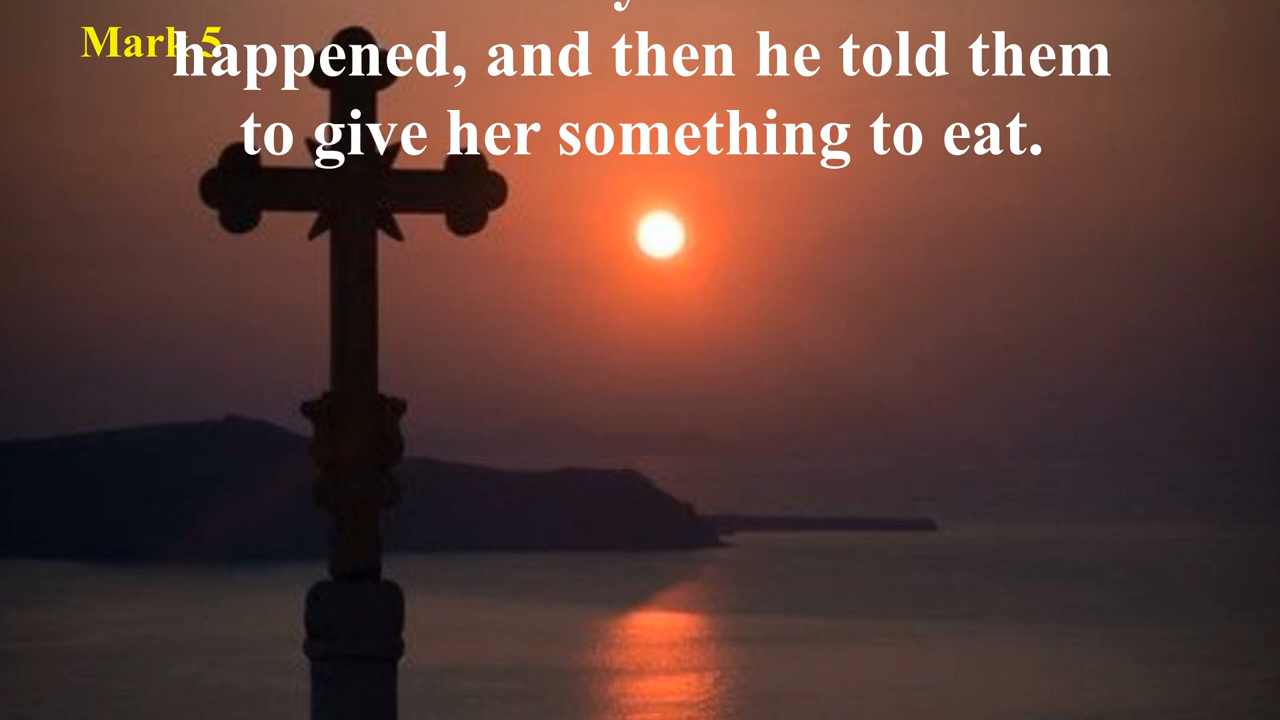 Mark 5
happened, and then he told them
to give her something to eat.